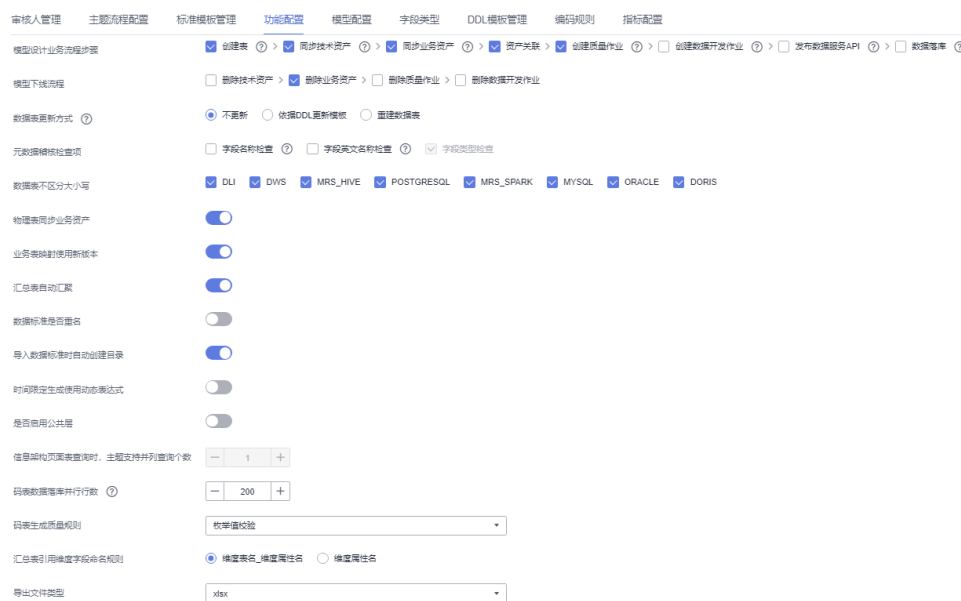 审核人管理 主题流程配置 标准模板管理 功能配置 模型配置 字段类型 DDL模板管理 编码规则 指标配置
模型设计业务流程步骤 创建表 ? > 同步技术资产 ? > 同步业务资产 ? > 资产关联 > 创建质量作业 ? > 创建数据开发作业 ? > 发布数据服务API ? > 数据落库
模型下线流程 删除技术资产 > 删除业务资产 > 删除质量作业 > 删除数据开发作业
数据表更新方式 ? 不更新 依据DDL更新模板 重建数据表
元数据稽核检查项 字段名称检查 ? 字段英文名称检查 ? 字段类型检查
数据表不区分大小写 DLI DWS MRS_HIVE POSTGRESQL MRS_SPARK MYSQL ORACLE DORIS
物理表同步业务资产
业务表映射使用新版本
汇总表自动汇聚
数据标准是否重名
导入数据标准时自动创建目录
时间限定生成使用动态表达式
是否启用公共层
信息架构页面表查询时,主题支持并列查询个数 1
码表数据落库并行行数 ? 200
码表生成质量规则 枚举值校验
汇总表引用维度字段命名规则 维度表名_维度属性名 维度属性名
导出文件类型 xlsx